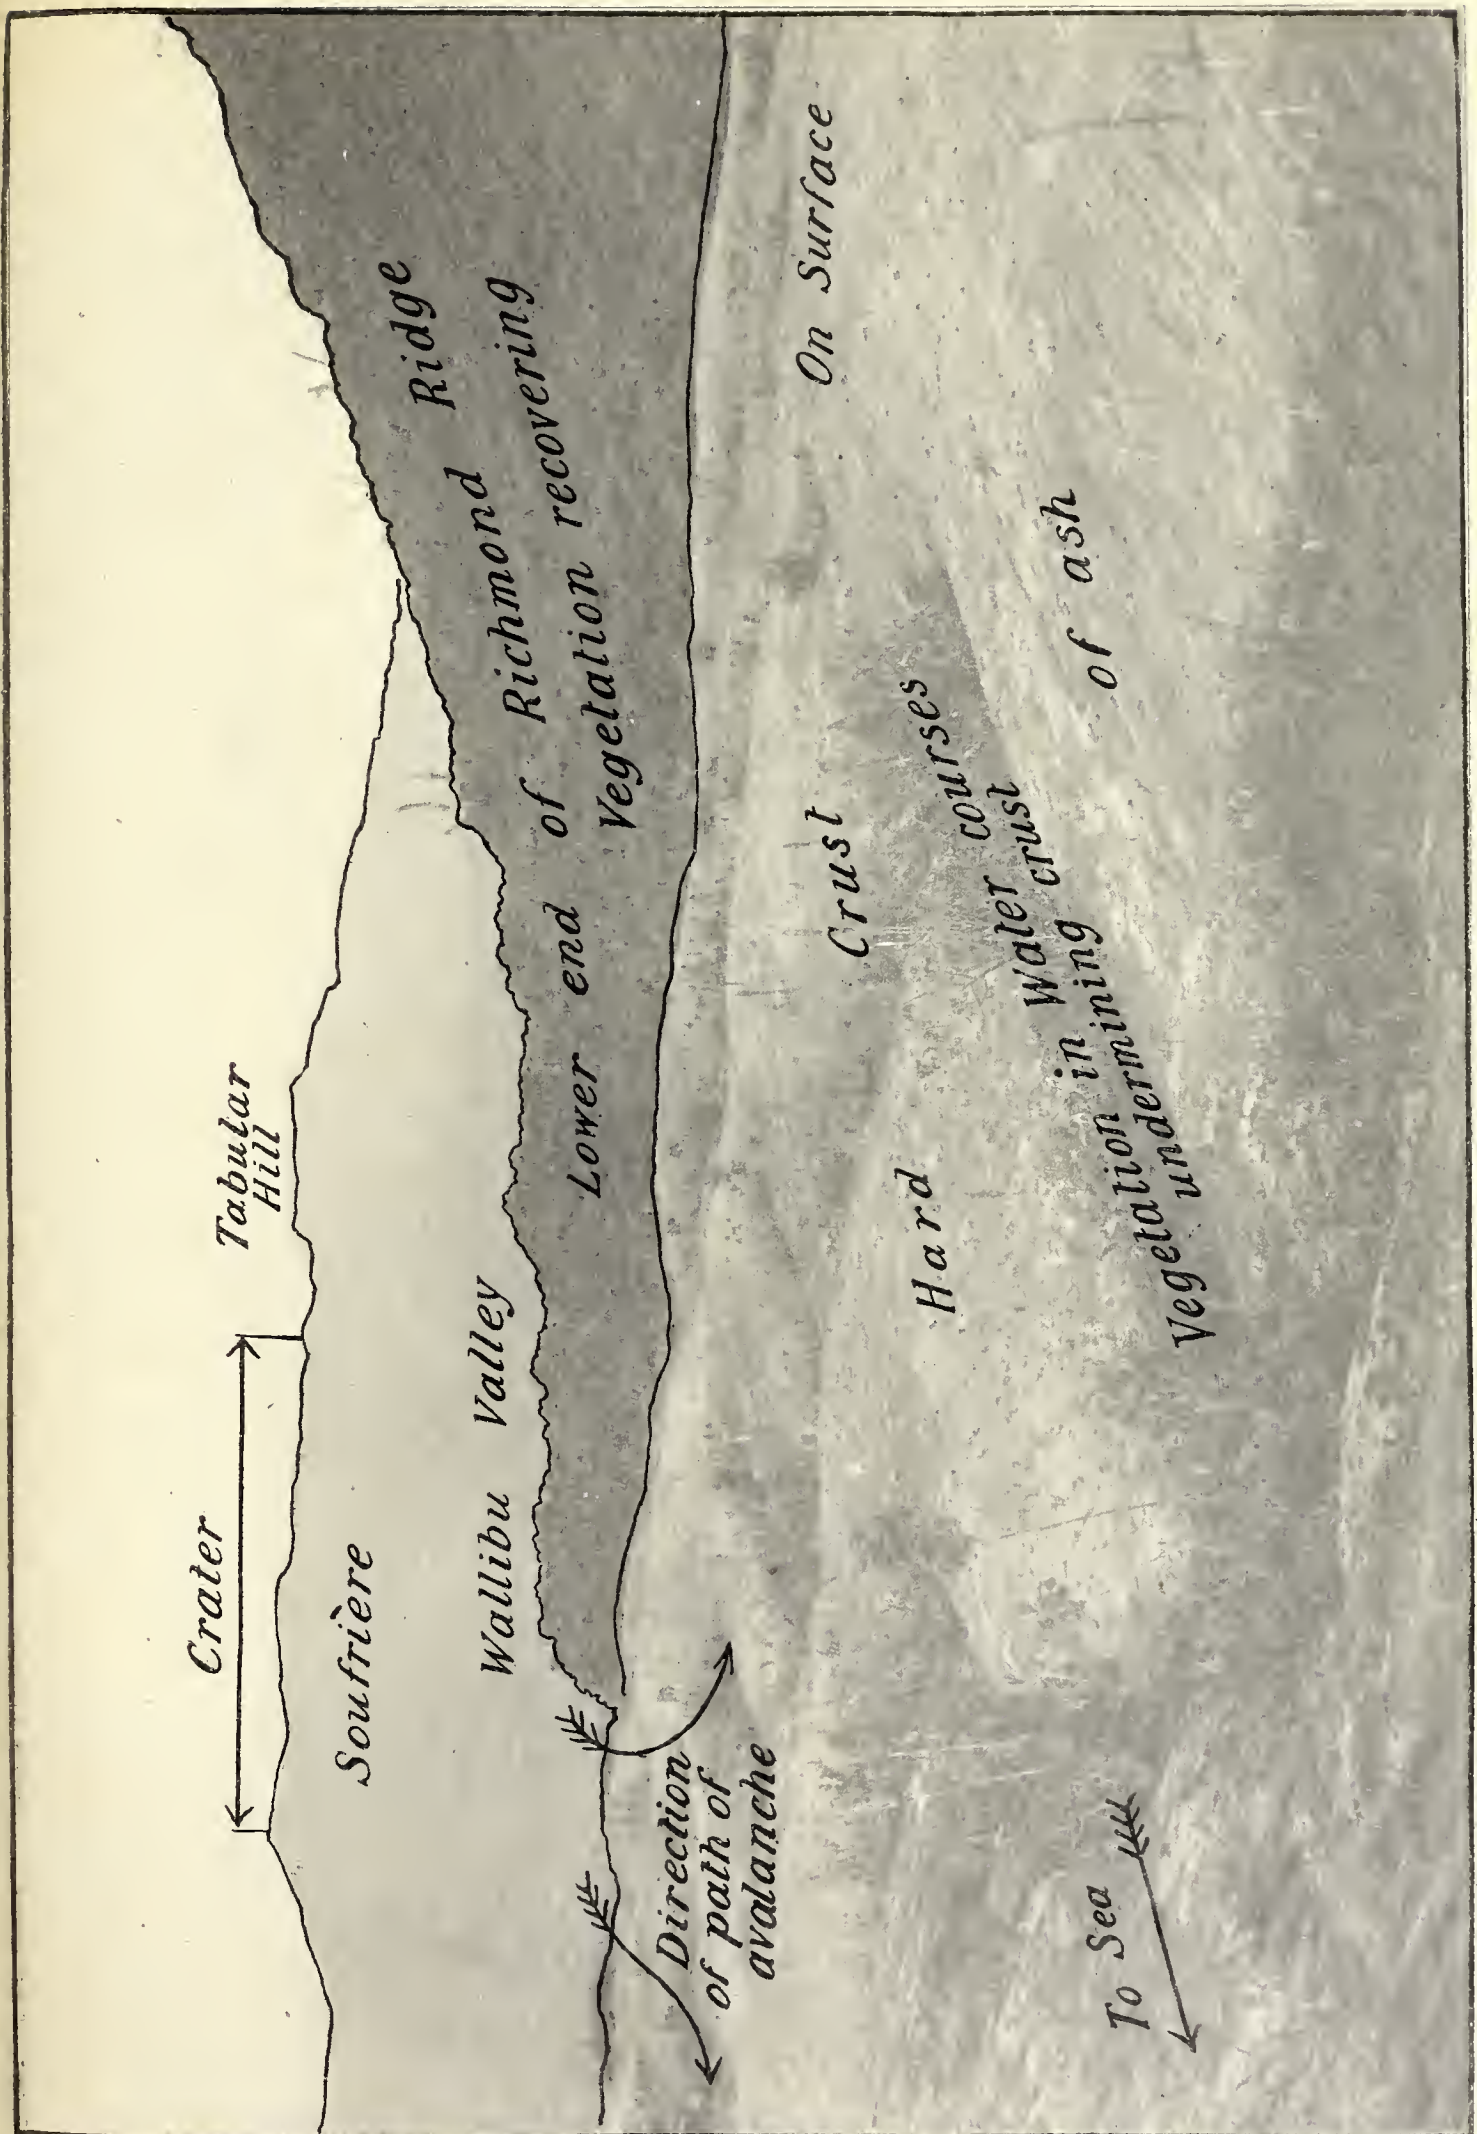 Crater
Tabular
Hill
Soufrière
Wallibu Valley
Lower end of Richmond Ridge
Vegetation recovering
Direction
of path of
avalanche
Hard Crust On Surface
Vegetation in Water courses
undermining crust of ash
To Sea